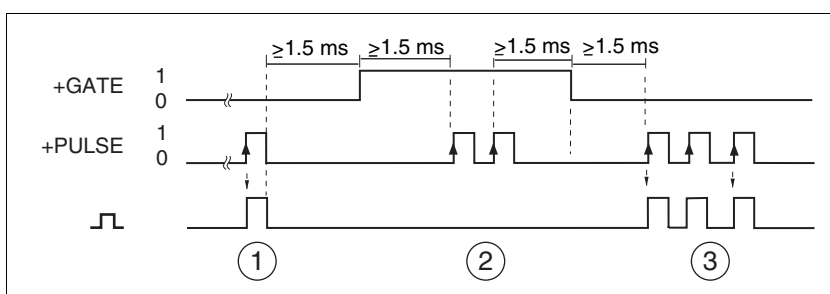 ≥1.5 ms ≥1.5 ms ≥1.5 ms ≥1.5 ms
+GATE 1
0
+PULSE 1
0
1 2 3